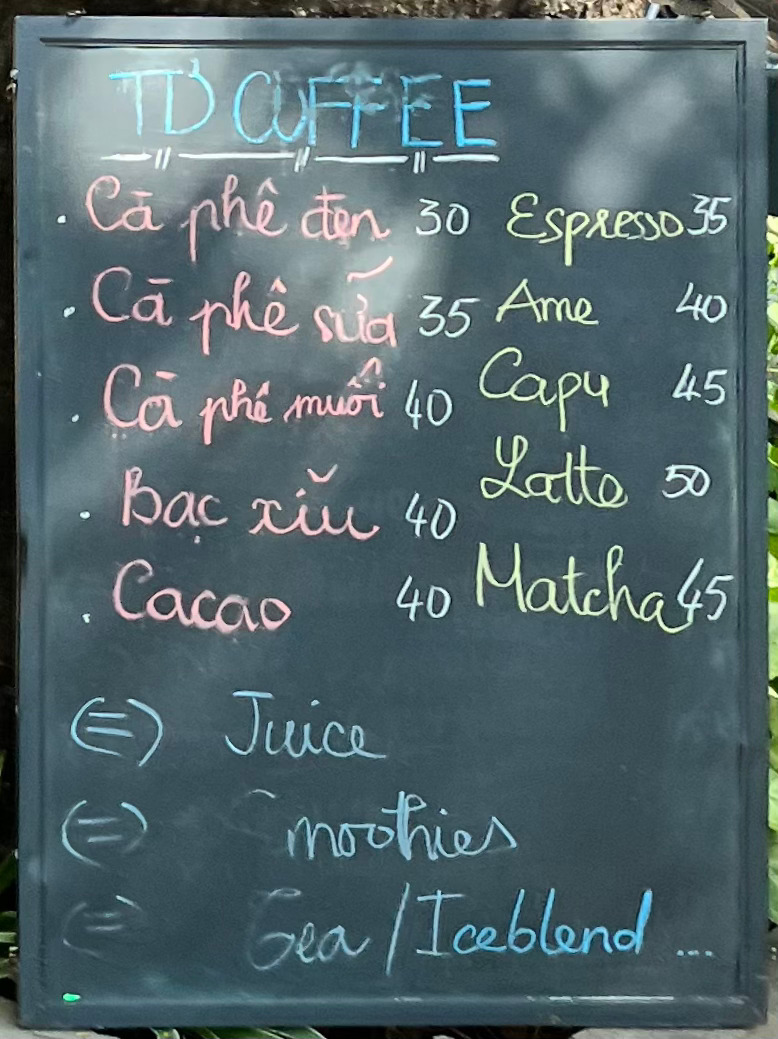 TD COFFEE
. Cà phê đen 30 Espresso 35
. Cà phê sữa 35 Ame 40
. Cà phê muối 40 Capu 45
. Bạc xĭu 40 Latte 50
. Cacao 40 Matcha 45
(=) Juice
(=) Smoothies
(=) Tea / Iceblend ...